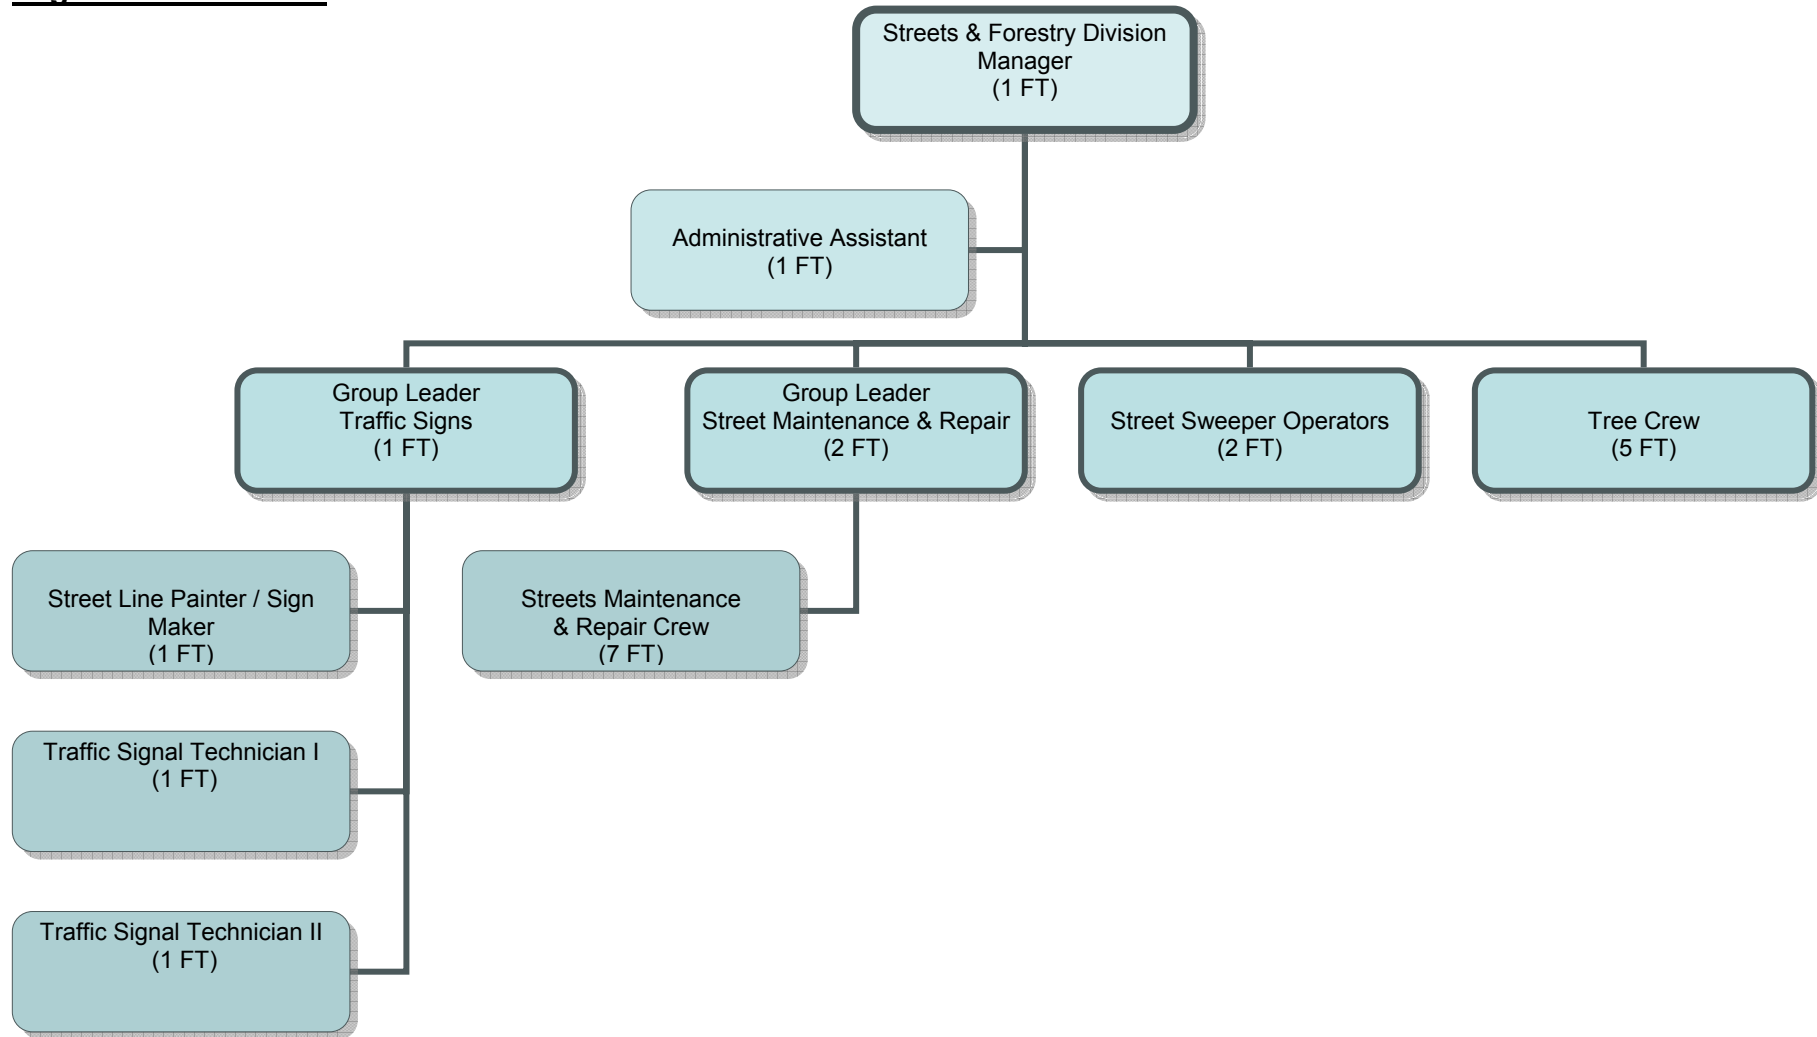 Streets & Forestry Division
Manager
(1 FT)
Administrative Assistant
(1 FT)
Group Leader
Traffic Signs
(1 FT)
Group Leader
Street Maintenance & Repair
(2 FT)
Street Sweeper Operators
(2 FT)
Tree Crew
(5 FT)
Street Line Painter / Sign
Maker
(1 FT)
Streets Maintenance
& Repair Crew
(7 FT)
Traffic Signal Technician I
(1 FT)
Traffic Signal Technician II
(1 FT)